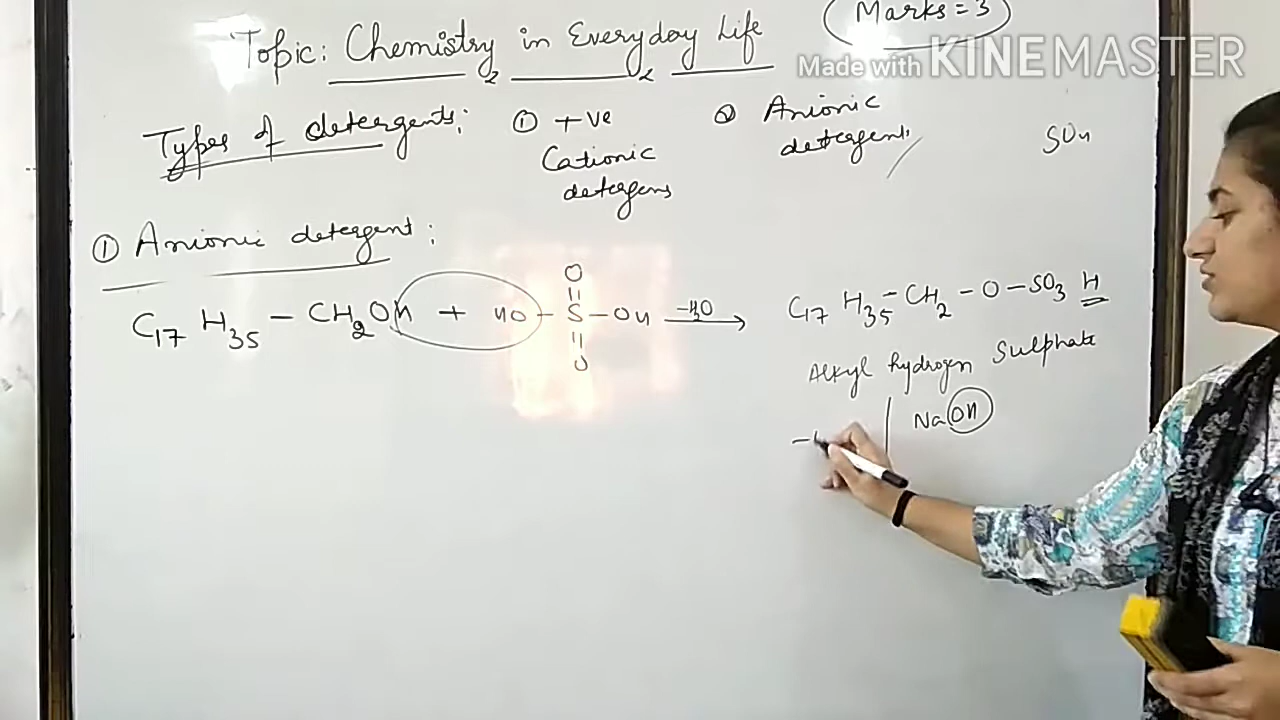 Marks = 3
Topic: Chemistry in Everyday Life
Made with KINEMASTER
Types of detergents: ① +ve ② Anionic
Cationic detergent,
detergens
SOn
① Anionic detergent:
C17 H35 - CH2OH + HO - S - OH -H2O → C17 H35 - CH2 - O - SO3 H
O
O
Alkyl hydrogen Sulphate
NaOH